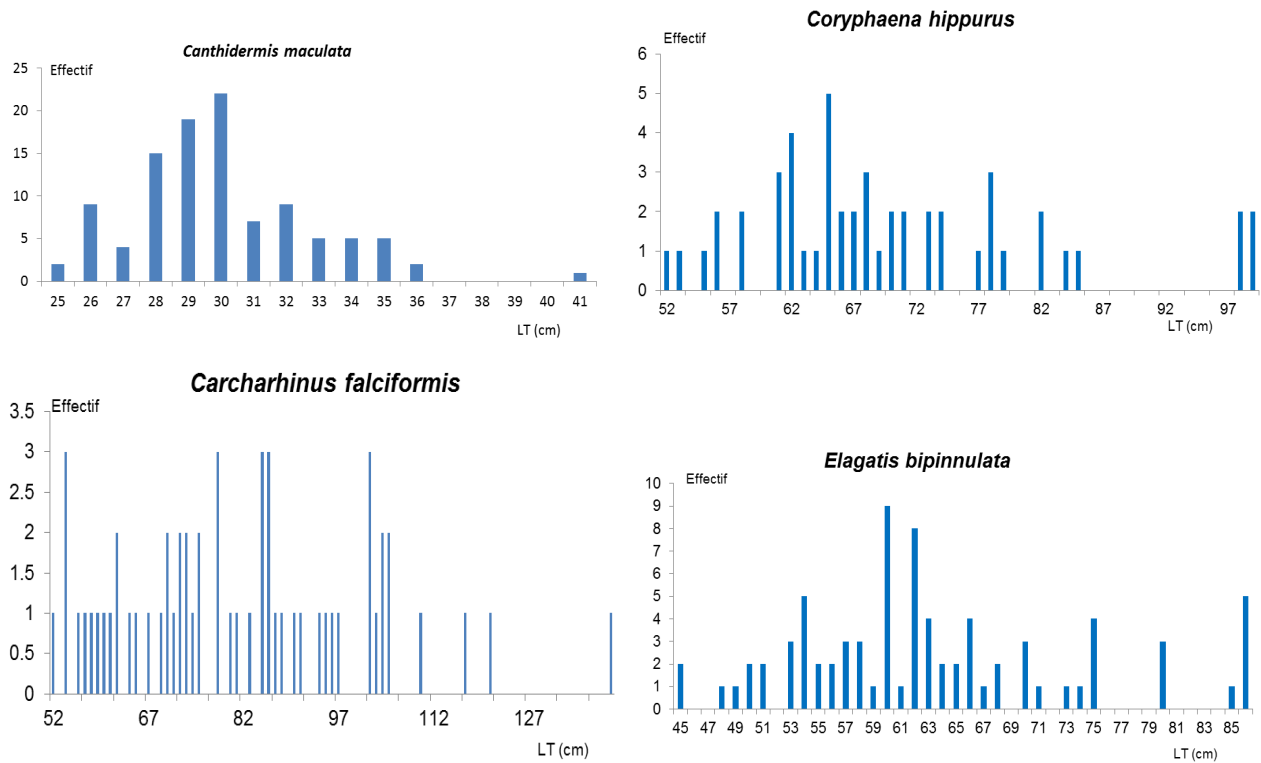 Canthidermis maculata
Effectif
25
20
15
10
5
0
25 26 27 28 29 30 31 32 33 34 35 36 37 38 39 40 41
LT (cm)
Coryphaena hippurus
Effectif
6
5
4
3
2
1
0
52 57 62 67 72 77 82 87 92 97
LT (cm)
Carcharhinus falciformis
Effectif
3.5
3
2.5
2
1.5
1
0.5
0
52 67 82 97 112 127
LT (cm)
Elagatis bipinnulata
Effectif
10
9
8
7
6
5
4
3
2
1
0
45 47 49 51 53 55 57 59 61 63 65 67 69 71 73 75 77 79 81 83 85
LT (cm)